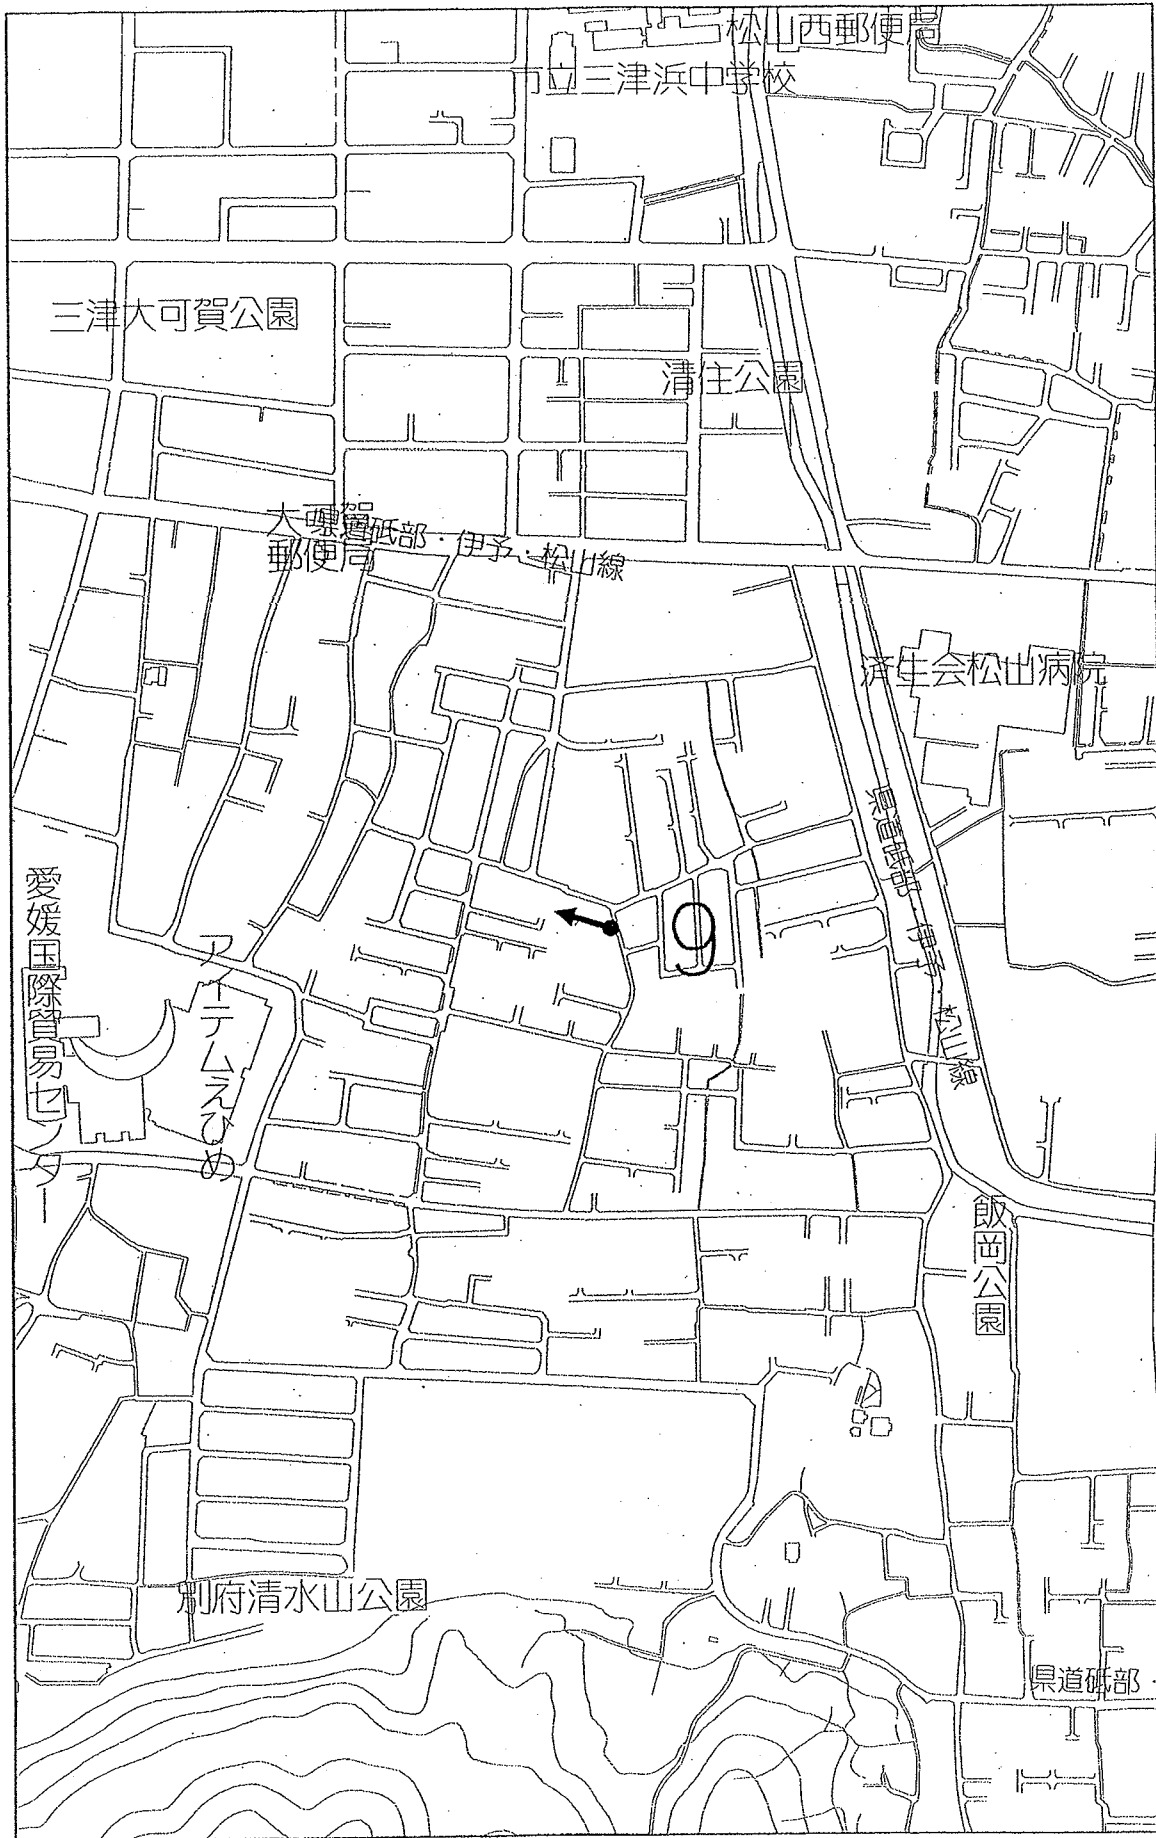 松山西郵便局
市立三津浜中学校
三津大可賀公園
清住公園
大可賀
郵便局
県道砥部・伊予・松山線
済生会松山病院
県道砥部・伊予・松山線
愛媛国際貿易センター
アイテムえひめ
9
飯岡公園
別府清水山公園
県道砥部・